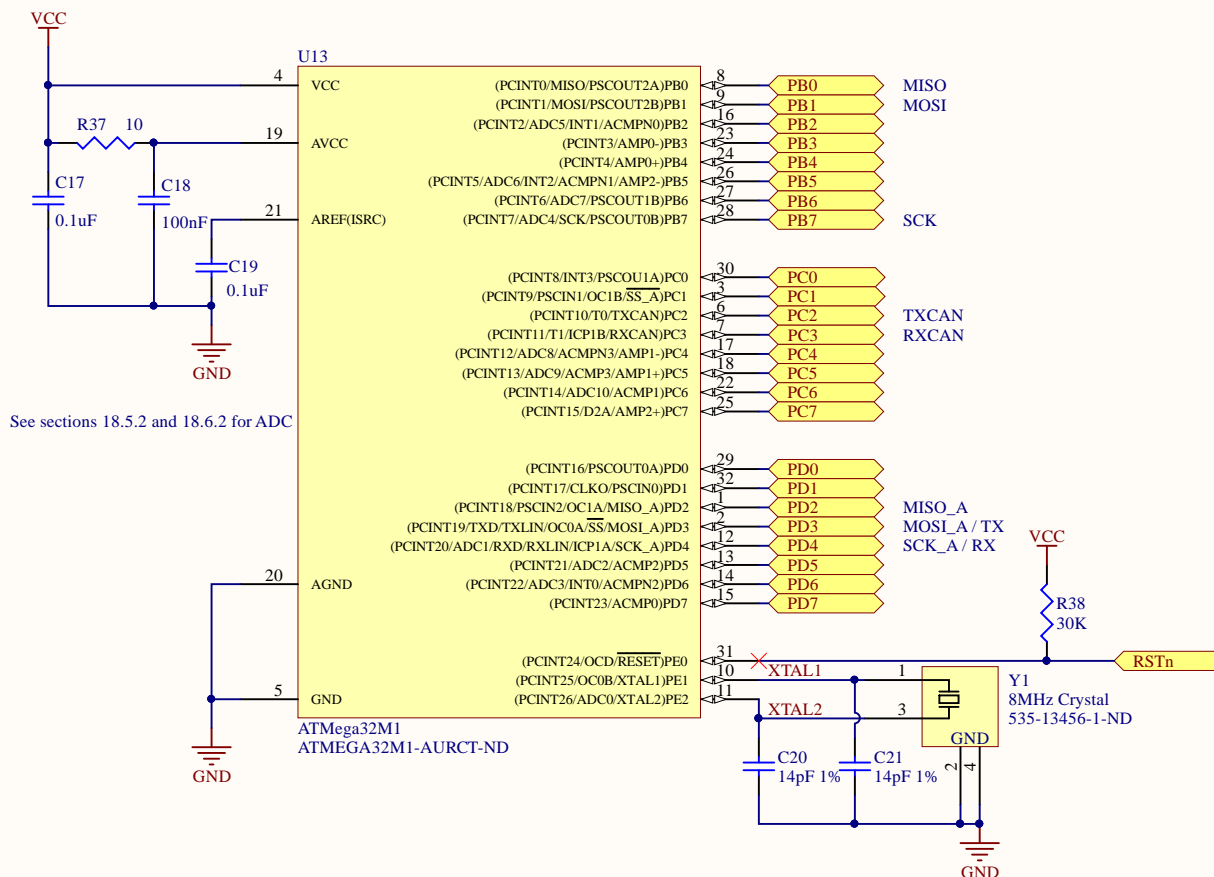 VCC
U13
4 VCC
(PCINT0/MISO/PSCOUT2A)PB0 8 PB0 MISO
(PCINT1/MOSI/PSCOUT2B)PB1 9 PB1 MOSI
(PCINT2/ADC5/INT1/ACMPN0)PB2 16 PB2
R37 10
19 AVCC
(PCINT3/AMP0-)PB3 23 PB3
(PCINT4/AMP0+)PB4 24 PB4
(PCINT5/ADC6/INT2/ACMPN1/AMP2-)PB5 26 PB5
(PCINT6/ADC7/PSCOUT1B)PB6 27 PB6
(PCINT7/ADC4/SCK/PSCOUT0B)PB7 28 PB7 SCK
C17
0.1uF
C18
100nF
21 AREF(ISRC)
C19
0.1uF
GND
(PCINT8/INT3/PSCOU1A)PC0 30 PC0
(PCINT9/PSCIN1/OC1B/SS_A)PC1 3 PC1
(PCINT10/T0/TXCAN)PC2 6 PC2 TXCAN
(PCINT11/T1/ICP1B/RXCAN)PC3 7 PC3 RXCAN
(PCINT12/ADC8/ACMPN3/AMP1-)PC4 17 PC4
(PCINT13/ADC9/ACMP3/AMP1+)PC5 18 PC5
(PCINT14/ADC10/ACMP1)PC6 22 PC6
(PCINT15/D2A/AMP2+)PC7 25 PC7
See sections 18.5.2 and 18.6.2 for ADC
(PCINT16/PSCOUT0A)PD0 29 PD0
(PCINT17/CLKO/PSCIN0)PD1 32 PD1
(PCINT18/PSCIN2/OC1A/MISO_A)PD2 1 PD2 MISO_A
(PCINT19/TXD/TXLIN/OC0A/SS/MOSI_A)PD3 2 PD3 MOSI_A / TX
(PCINT20/ADC1/RXD/RXLIN/ICP1A/SCK_A)PD4 12 PD4 SCK_A / RX
(PCINT21/ADC2/ACMP2)PD5 13 PD5
(PCINT22/ADC3/INT0/ACMPN2)PD6 14 PD6
(PCINT23/ACMP0)PD7 15 PD7
20 AGND
VCC
R38
30K
(PCINT24/OCD/RESET)PE0 31 RSTn
(PCINT25/OC0B/XTAL1)PE1 10 XTAL1 1
(PCINT26/ADC0/XTAL2)PE2 11 XTAL2 3
5 GND
GND
Y1
8MHz Crystal
535-13456-1-ND
GND
2 4
ATMega32M1
ATMEGA32M1-AURCT-ND
C20
14pF 1%
C21
14pF 1%
GND